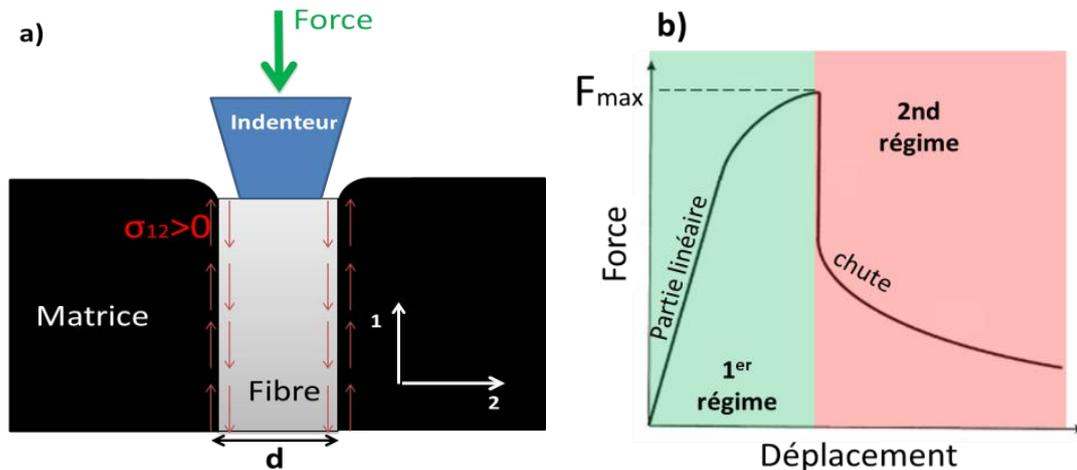 a)
Force
Indenteur
σ12>0
Matrice
1
2
Fibre
d
b)
Fmax
2nd
régime
Partie linéaire
chute
1er
régime
Force
Déplacement